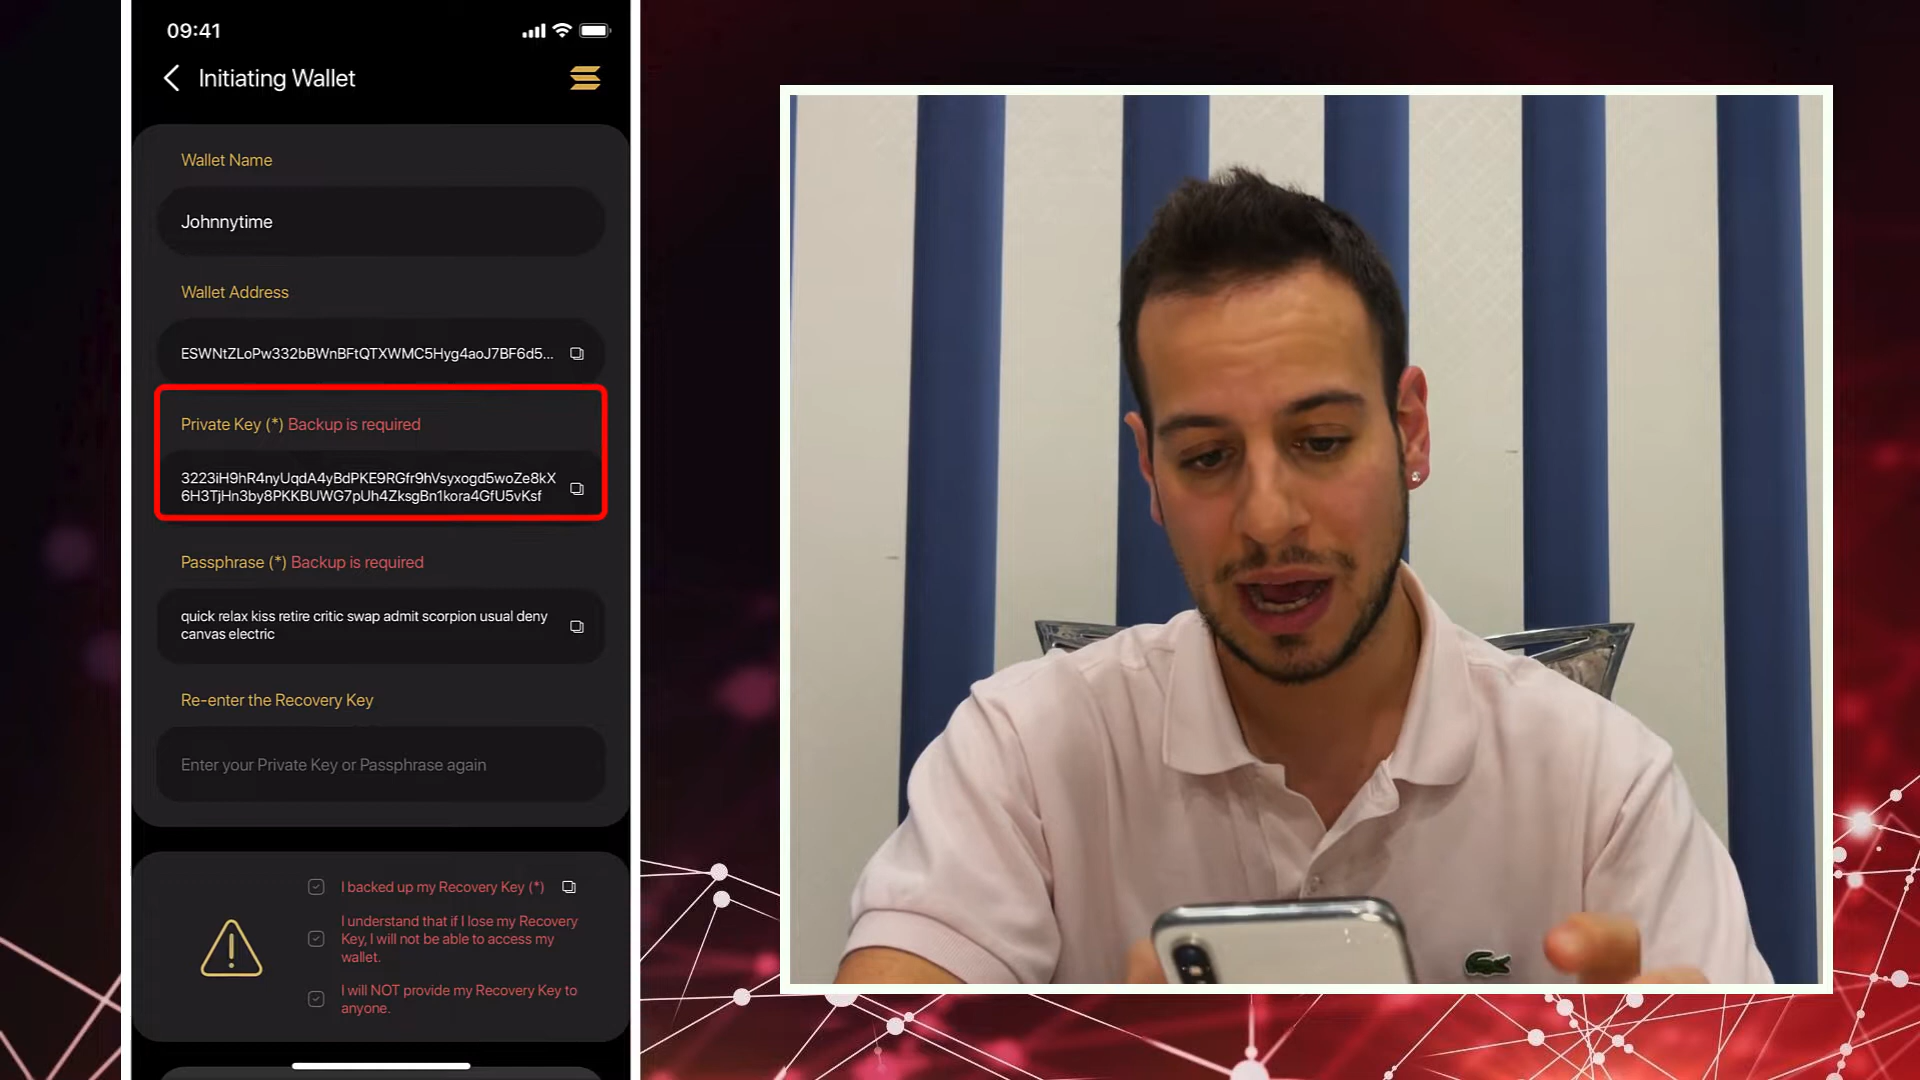 09:41
Initiating Wallet
Wallet Name
Johnnytime
Wallet Address
ESWNtZLoPw332bBWnBFtQTXWMC5Hyg4aoJ7BF6d5...
Private Key (*) Backup is required
3223iH9hR4nyUqdA4yBdPKE9RGfr9hVsyxogd5woZe8kX
6H3TjHn3by8PKKBUWG7pUh4ZksgBn1kora4GfU5vKsf
Passphrase (*) Backup is required
quick relax kiss retire critic swap admit scorpion usual deny
canvas electric
Re-enter the Recovery Key
Enter your Private Key or Passphrase again
I backed up my Recovery Key (*)
I understand that if I lose my Recovery
Key, I will not be able to access my
wallet.
I will NOT provide my Recovery Key to
anyone.